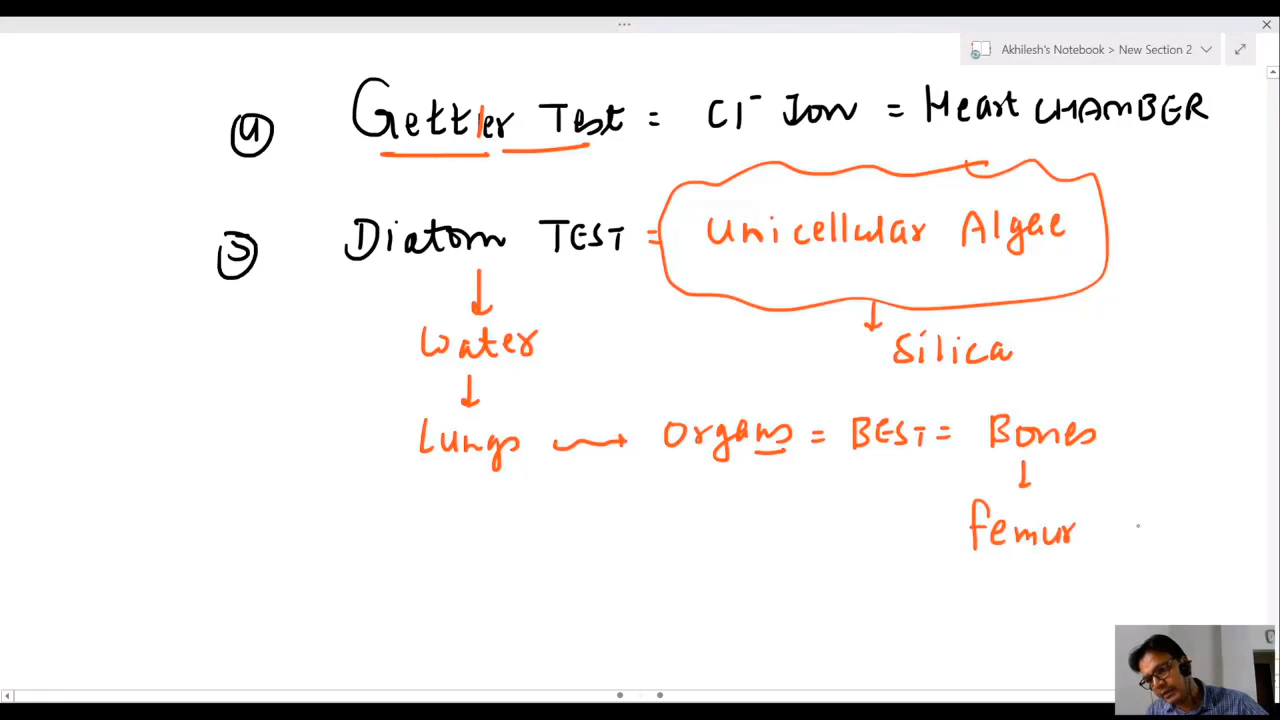 Akhilesh's Notebook > New Section 2
④ Gettler Test = Cl⁻ Ion = Heart CHAMBER
⑤ Diatom TEST = Unicellular Algae
Water
Silica
Lungs → Organs = BEST = Bones
femur